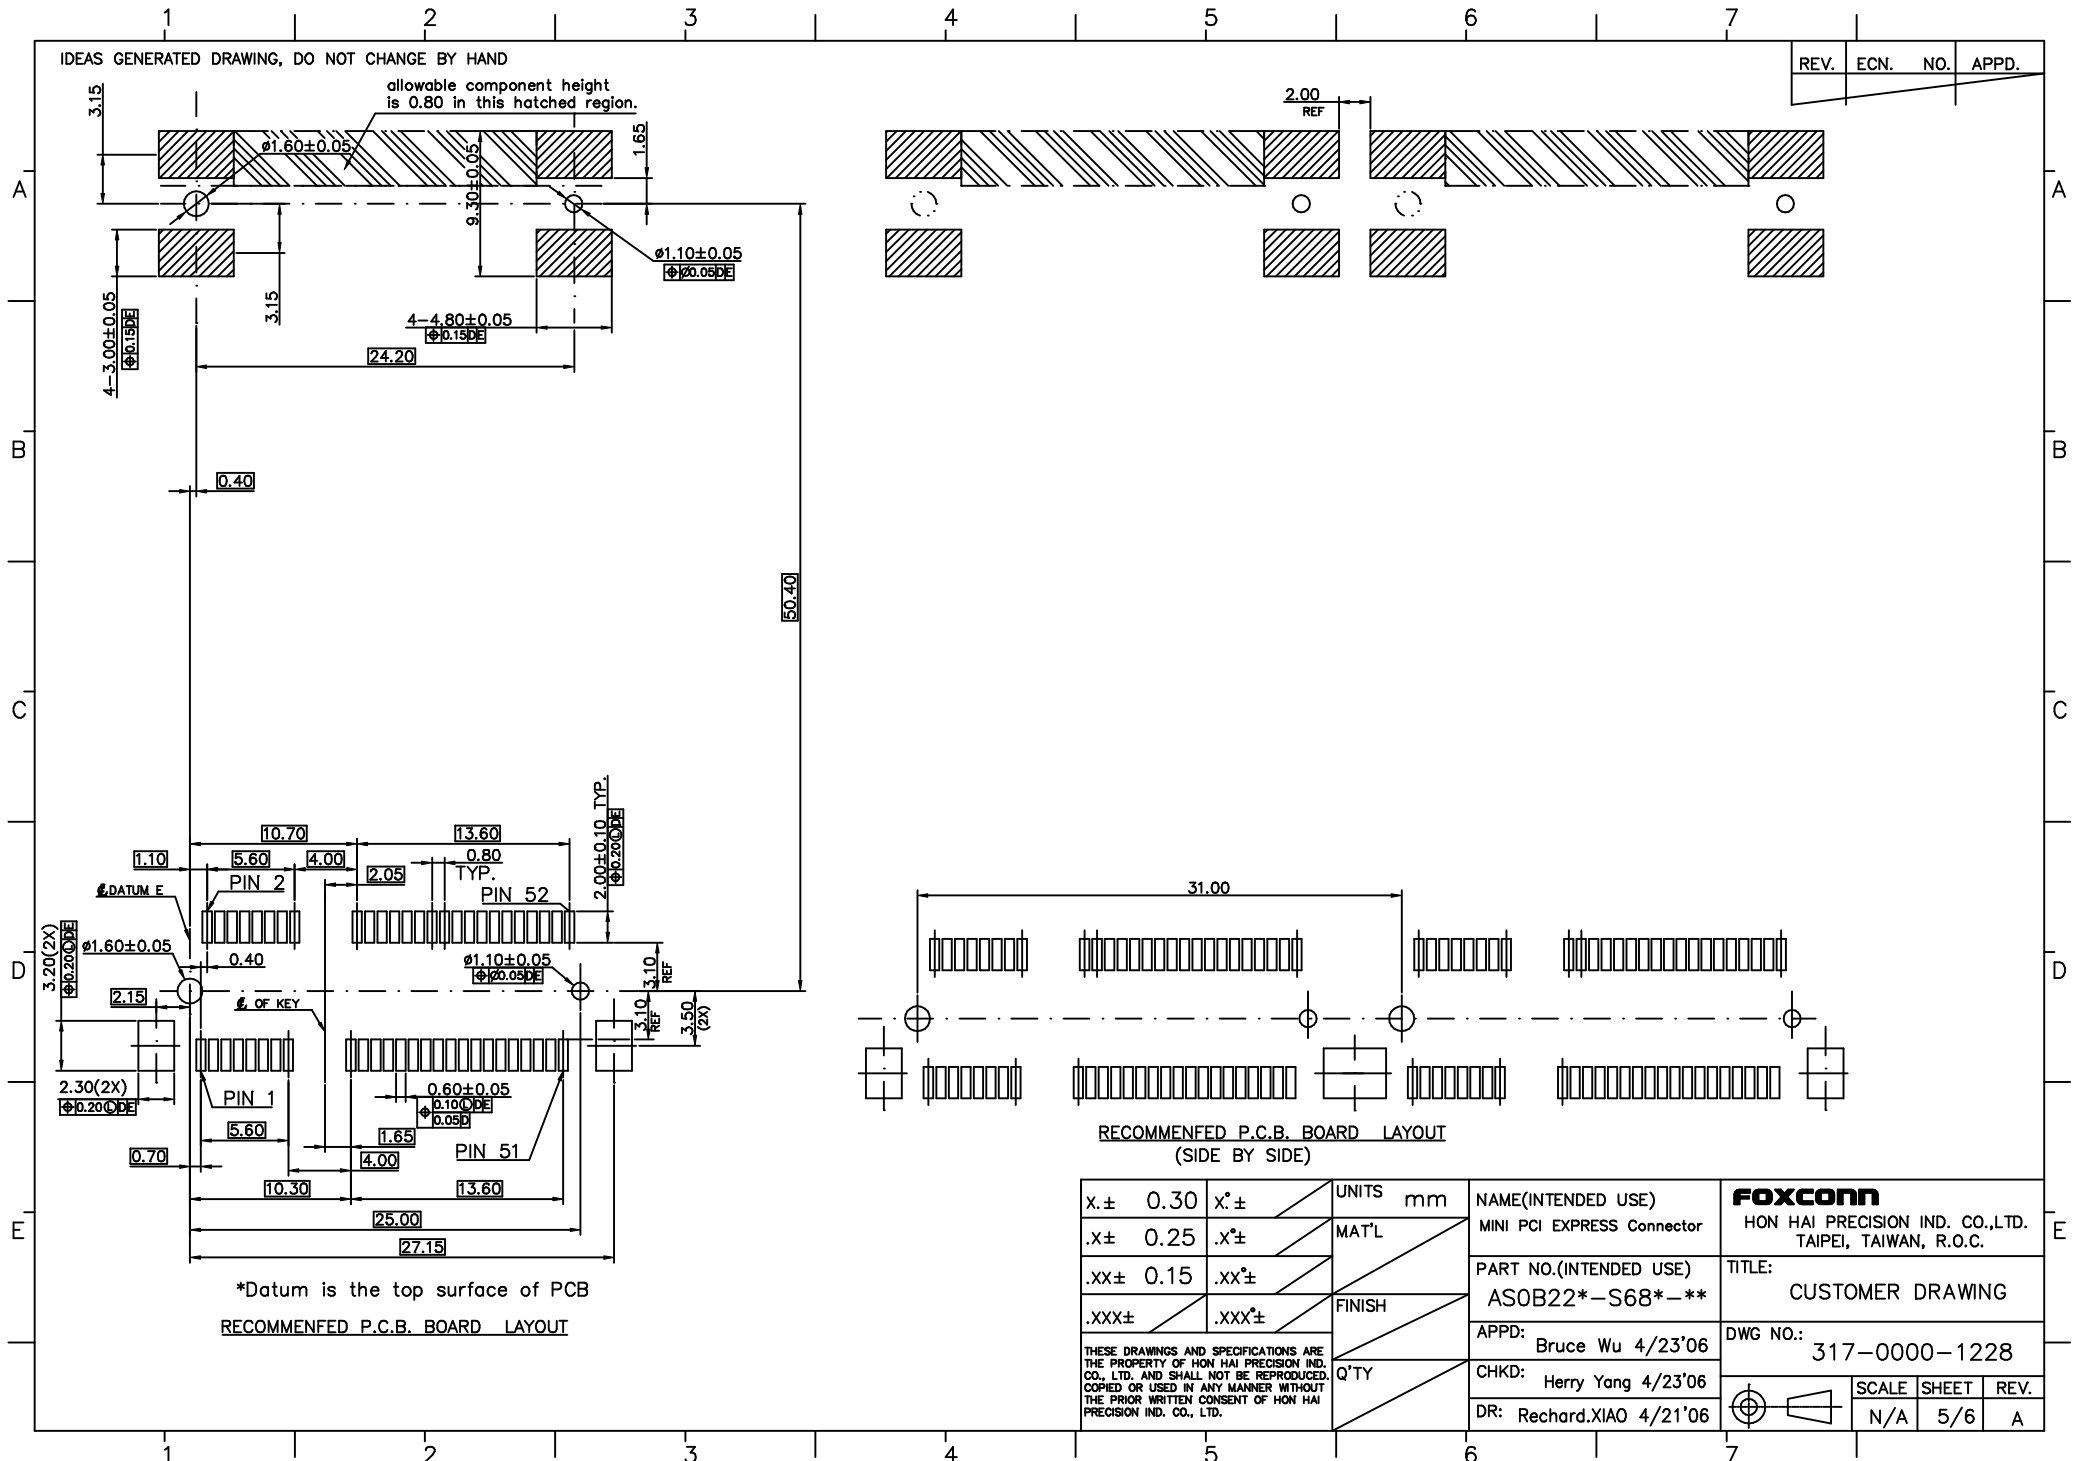 1 2 3 4 5 6 7
IDEAS GENERATED DRAWING, DO NOT CHANGE BY HAND
REV. ECN. NO. APPD.
allowable component height
is 0.80 in this hatched region.
3.15
ø1.60±0.05
9.30±0.05
1.65
2.00
REF
A A
ø1.10±0.05
⌖ Ø0.05 D E
3.15
4-3.00±0.05
⌖ 0.15 D E
4-4.80±0.05
⌖ 0.15 D E
24.20
B B
0.40
50.40
C C
10.70 13.60
1.10 5.60 4.00 0.80
TYP.
2.05
2.00±0.10 TYP.
⌖ 0.20 Ⓛ D E
℄ DATUM E
PIN 2
PIN 52
31.00
3.20(2X)
⌖ 0.20 Ⓛ D E
ø1.60±0.05
0.40
ø1.10±0.05
⌖ Ø0.05 D E
3.10
REF
D D
2.15
℄ OF KEY
3.10
REF
3.50
(2X)
2.30(2X)
⌖ 0.20 Ⓛ D E
PIN 1
0.60±0.05
⌖ 0.10 Ⓛ D E
0.05 D
5.60
1.65
PIN 51
0.70
4.00
10.30 13.60
25.00
27.15
E E
*Datum is the top surface of PCB
RECOMMENFED P.C.B. BOARD LAYOUT
RECOMMENFED P.C.B. BOARD LAYOUT
(SIDE BY SIDE)
X.± 0.30 X.°±
.X± 0.25 .X°±
.XX± 0.15 .XX°±
.XXX± .XXX°±
THESE DRAWINGS AND SPECIFICATIONS ARE
THE PROPERTY OF HON HAI PRECISION IND.
CO., LTD. AND SHALL NOT BE REPRODUCED.
COPIED OR USED IN ANY MANNER WITHOUT
THE PRIOR WRITTEN CONSENT OF HON HAI
PRECISION IND. CO., LTD.
UNITS mm
MAT'L
FINISH
Q'TY
NAME(INTENDED USE)
MINI PCI EXPRESS Connector
PART NO.(INTENDED USE)
AS0B22*-S68*-**
APPD: Bruce Wu 4/23'06
CHKD: Herry Yang 4/23'06
DR: Rechard.XIAO 4/21'06
FOXCONN
HON HAI PRECISION IND. CO.,LTD.
TAIPEI, TAIWAN, R.O.C.
TITLE:
CUSTOMER DRAWING
DWG NO.:
317-0000-1228
SCALE SHEET REV.
N/A 5/6 A
1 2 3 4 5 6 7